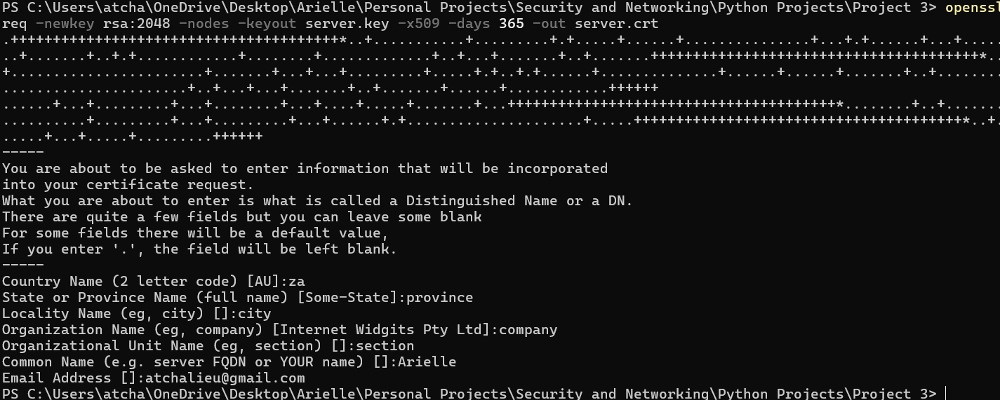 PS C:\Users\atcha\OneDrive\Desktop\Arielle\Personal Projects\Security and Networking\Python Projects\Project 3> openssl
req -newkey rsa:2048 -nodes -keyout server.key -x509 -days 365 -out server.crt
.+++++++++++++++++++++++++++++++++++++++*..+...........+.........+.+.....+......+...............+...+.+......+...+.....
..+.......+..+.+............+........+.............+..+...+.......+..+.......+++++++++++++++++++++++++++++++++++++++*..
+.......................+.......+...+...+..........+.....+.+..+.+......+..............+......+......+.......+..+........
......................+..+...+...+.......+..+.......+......+............++++++
......+...+.........+...+........+...+....+.....+.......+...+++++++++++++++++++++++++++++++++++++++*........+..+.......
..........+.........+...+.........+...+......+.+.....................+.....+++++++++++++++++++++++++++++++++++++++*..+.
.....+...+.....+.........++++++
-----
You are about to be asked to enter information that will be incorporated
into your certificate request.
What you are about to enter is what is called a Distinguished Name or a DN.
There are quite a few fields but you can leave some blank
For some fields there will be a default value,
If you enter '.', the field will be left blank.
-----
Country Name (2 letter code) [AU]:za
State or Province Name (full name) [Some-State]:province
Locality Name (eg, city) []:city
Organization Name (eg, company) [Internet Widgits Pty Ltd]:company
Organizational Unit Name (eg, section) []:section
Common Name (e.g. server FQDN or YOUR name) []:Arielle
Email Address []:atchalieu@gmail.com
PS C:\Users\atcha\OneDrive\Desktop\Arielle\Personal Projects\Security and Networking\Python Projects\Project 3>